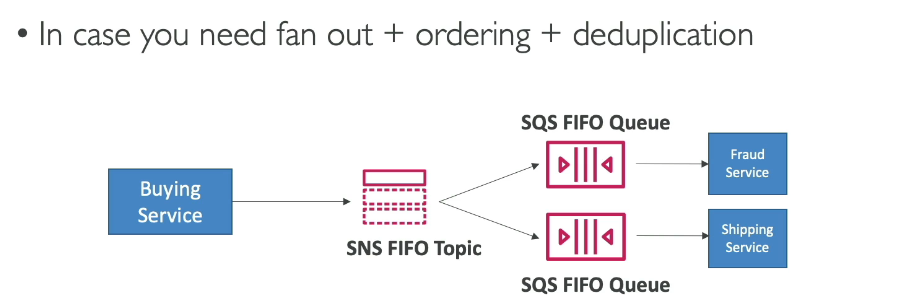 • In case you need fan out + ordering + deduplication
SQS FIFO Queue
Fraud
Service
Buying
Service
SNS FIFO Topic
Shipping
Service
SQS FIFO Queue